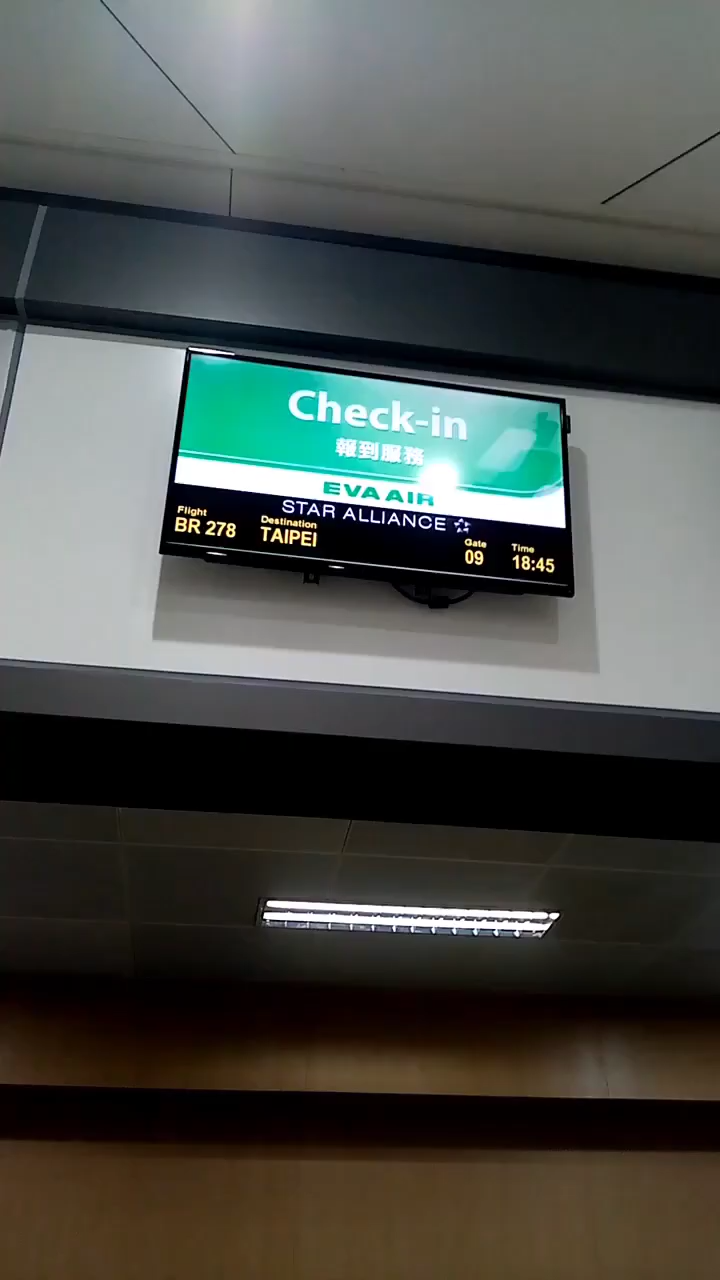 Check-in
報到服務
EVA AIR
STAR ALLIANCE
Flight Destination Gate Time
BR 278 TAIPEI 09 18:45